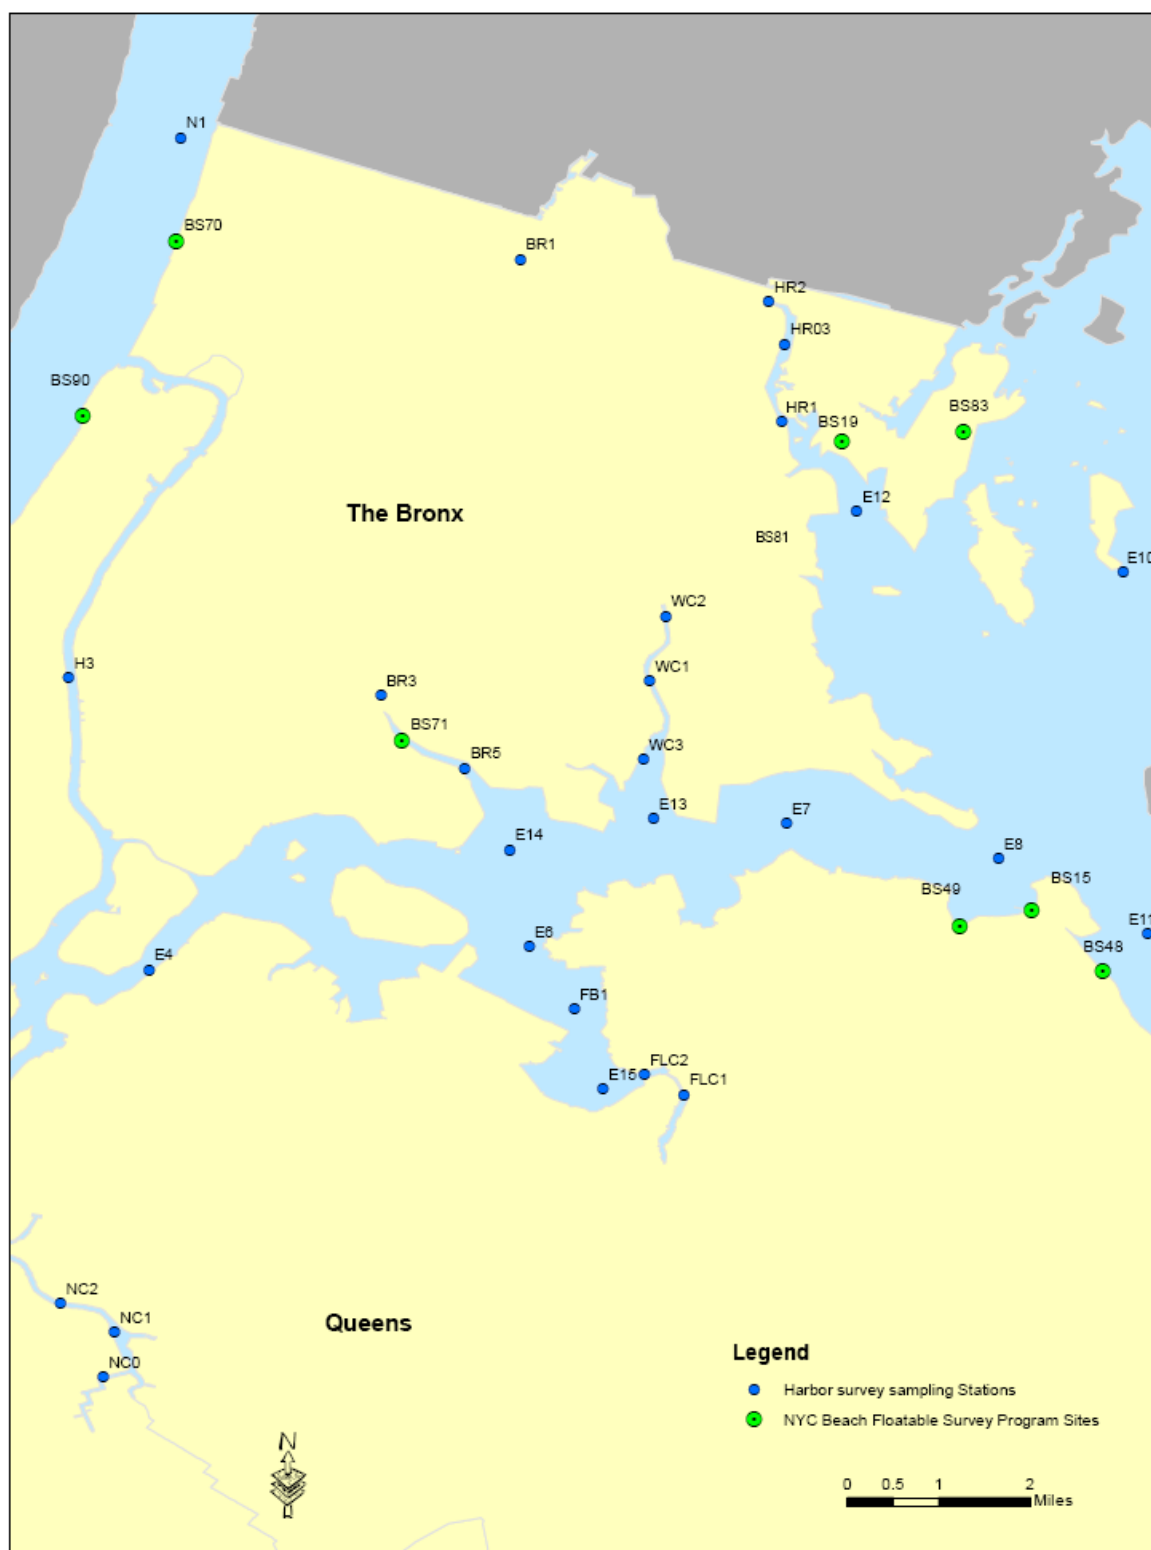 N1
BS70
BR1
HR2
HR03
BS90
BS83
HR1
BS19
E12
The Bronx
BS81
E10
WC2
H3
WC1
BR3
BS71
BR5
WC3
E13
E7
E14
E8
BS15
BS49
E11
E6
BS48
E4
FB1
FLC2
E15
FLC1
NC2
NC1
Queens
NC0
Legend
Harbor survey sampling Stations
NYC Beach Floatable Survey Program Sites
N
0 0.5 1 2
Miles